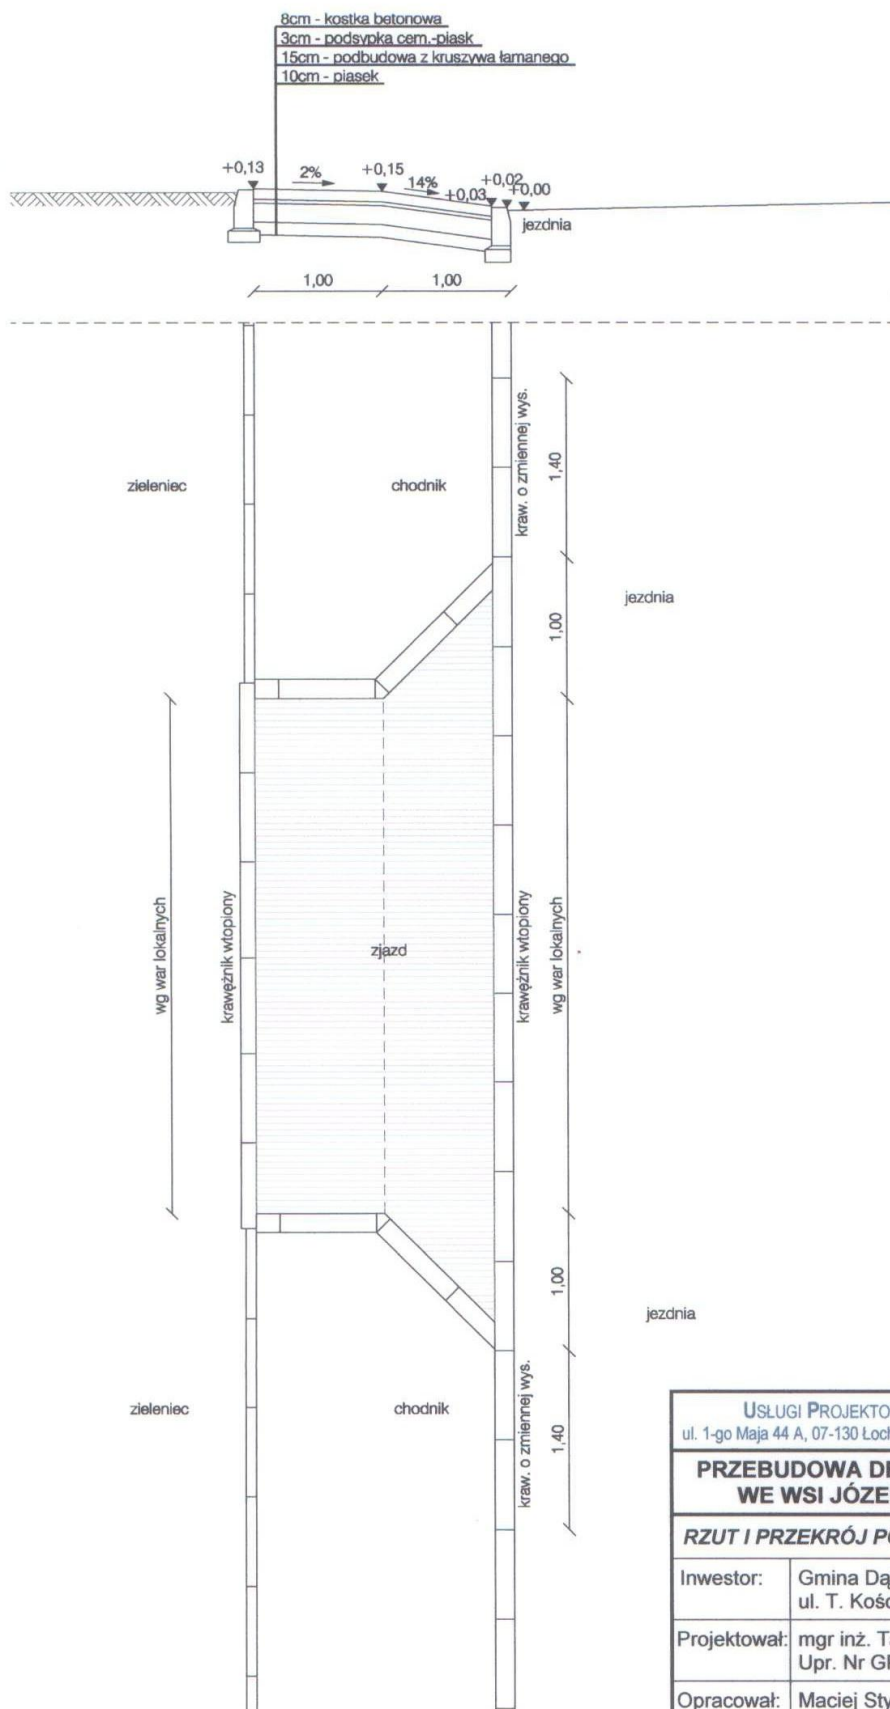 8cm - kostka betonowa
3cm - podsypka cem.-piask
15cm - podbudowa z kruszywa łamanego
10cm - piasek
+0,13
2%
+0,15
14%
+0,03
+0,02
+0,00
jezdnia
1,00
1,00
kraw. o zmiennej wys.
1,40
zieleniec
chodnik
jezdnia
1,00
wg war lokalnych
krawężnik wtopiony
zjazd
krawężnik wtopiony
wg war lokalnych
1,00
jezdnia
zieleniec
chodnik
kraw. o zmiennej wys.
1,40
USŁUGI PROJEKTO
ul. 1-go Maja 44 A, 07-130 Łoch
PRZEBUDOWA D
WE WSI JÓZE
RZUT I PRZEKRÓJ P
Inwestor:
Gmina Dą
ul. T. Kośc
Projektował:
mgr inż. T
Upr. Nr G
Opracował:
Maciej Sty